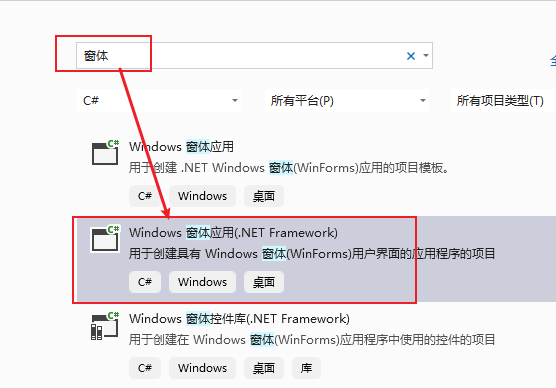 窗体
全
C# 所有平台(P) 所有项目类型(T)
C#
Windows 窗体应用
用于创建 .NET Windows 窗体(WinForms)应用的项目模板。
C# Windows 桌面
C#
Windows 窗体应用(.NET Framework)
用于创建具有 Windows 窗体(WinForms)用户界面的应用程序的项目
C# Windows 桌面
C#
Windows 窗体控件库(.NET Framework)
用于创建在 Windows 窗体(WinForms)应用程序中使用的控件的项目
C# Windows 桌面 库